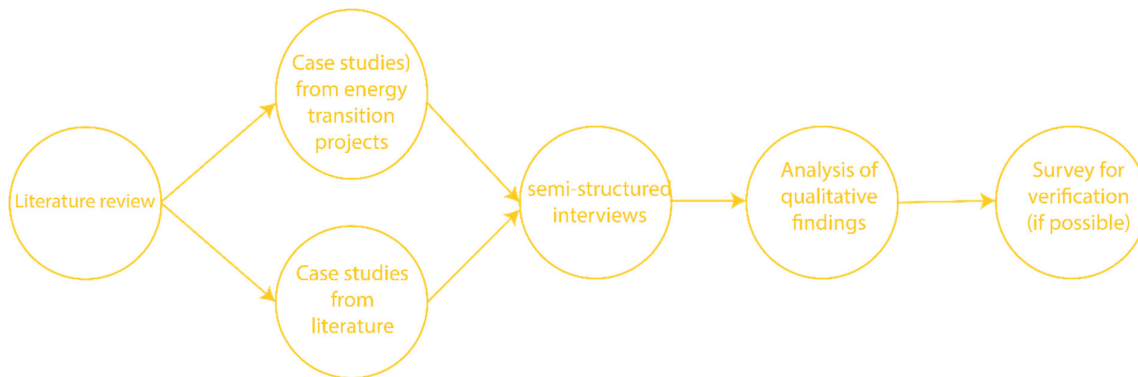 Literature review
Case studies)
from energy
transition
projects
Case studies
from
literature
semi-structured
interviews
Analysis of
qualitative
findings
Survey for
verification
(if possible)